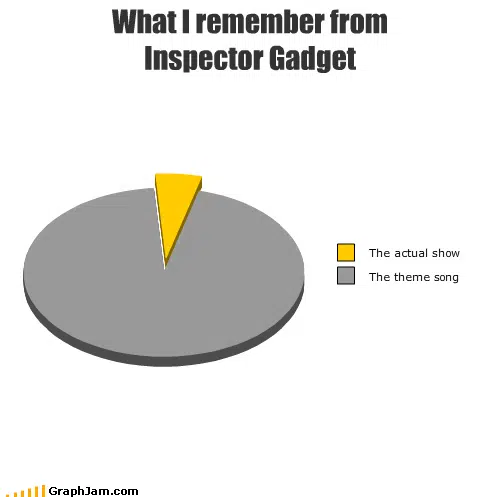 What I remember from
Inspector Gadget
The actual show
The theme song
GraphJam.com